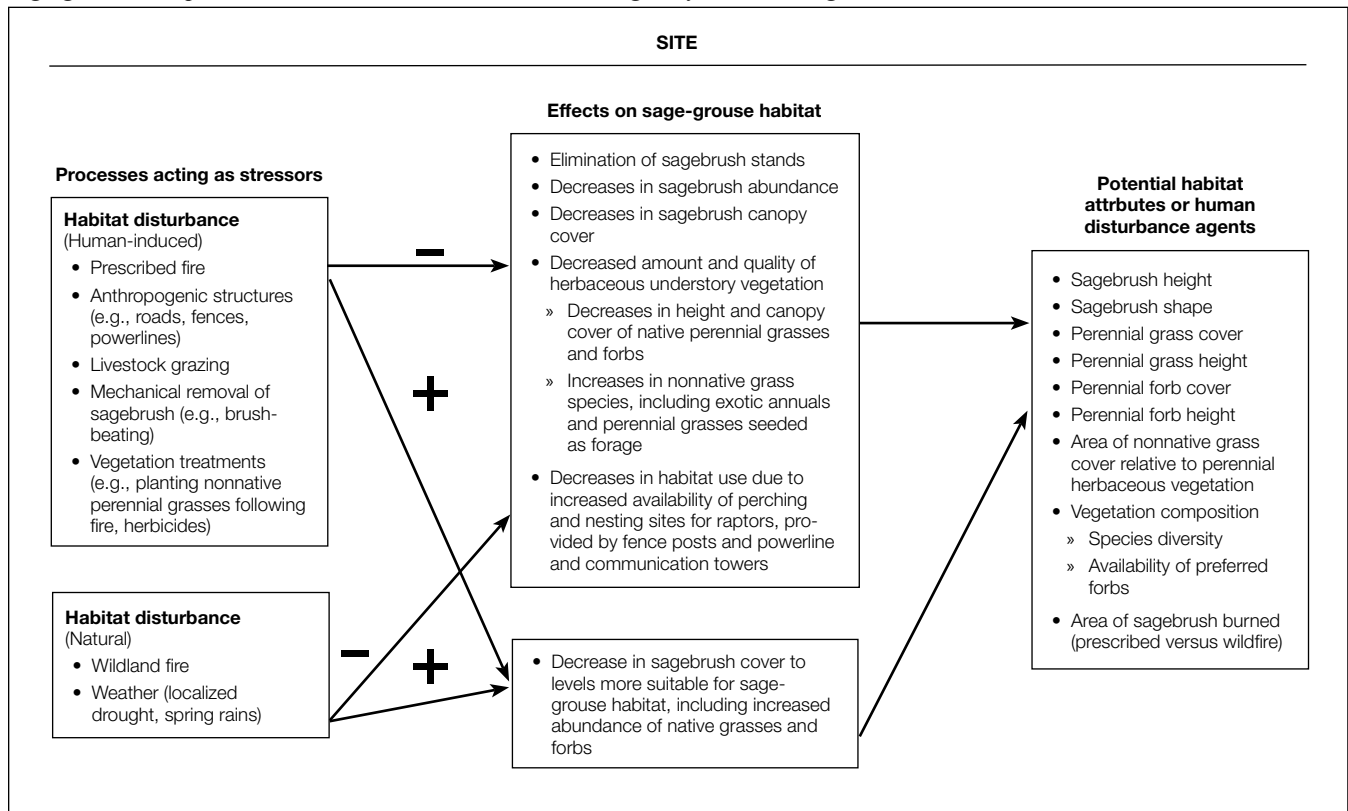 SITE
Processes acting as stressors
Habitat disturbance
(Human-induced)
• Prescribed fire
• Anthropogenic structures
(e.g., roads, fences,
powerlines)
• Livestock grazing
• Mechanical removal of
sagebrush (e.g., brush-
beating)
• Vegetation treatments
(e.g., planting nonnative
perennial grasses following
fire, herbicides)
Habitat disturbance
(Natural)
• Wildland fire
• Weather (localized
drought, spring rains)
−
+
−
+
Effects on sage-grouse habitat
• Elimination of sagebrush stands
• Decreases in sagebrush abundance
• Decreases in sagebrush canopy
cover
• Decreased amount and quality of
herbaceous understory vegetation
» Decreases in height and canopy
cover of native perennial grasses
and forbs
» Increases in nonnative grass
species, including exotic annuals
and perennial grasses seeded
as forage
• Decreases in habitat use due to
increased availability of perching
and nesting sites for raptors, pro-
vided by fence posts and powerline
and communication towers
• Decrease in sagebrush cover to
levels more suitable for sage-
grouse habitat, including increased
abundance of native grasses and
forbs
Potential habitat
attrbutes or human
disturbance agents
• Sagebrush height
• Sagebrush shape
• Perennial grass cover
• Perennial grass height
• Perennial forb cover
• Perennial forb height
• Area of nonnative grass
cover relative to perennial
herbaceous vegetation
• Vegetation composition
» Species diversity
» Availability of preferred
forbs
• Area of sagebrush burned
(prescribed versus wildfire)